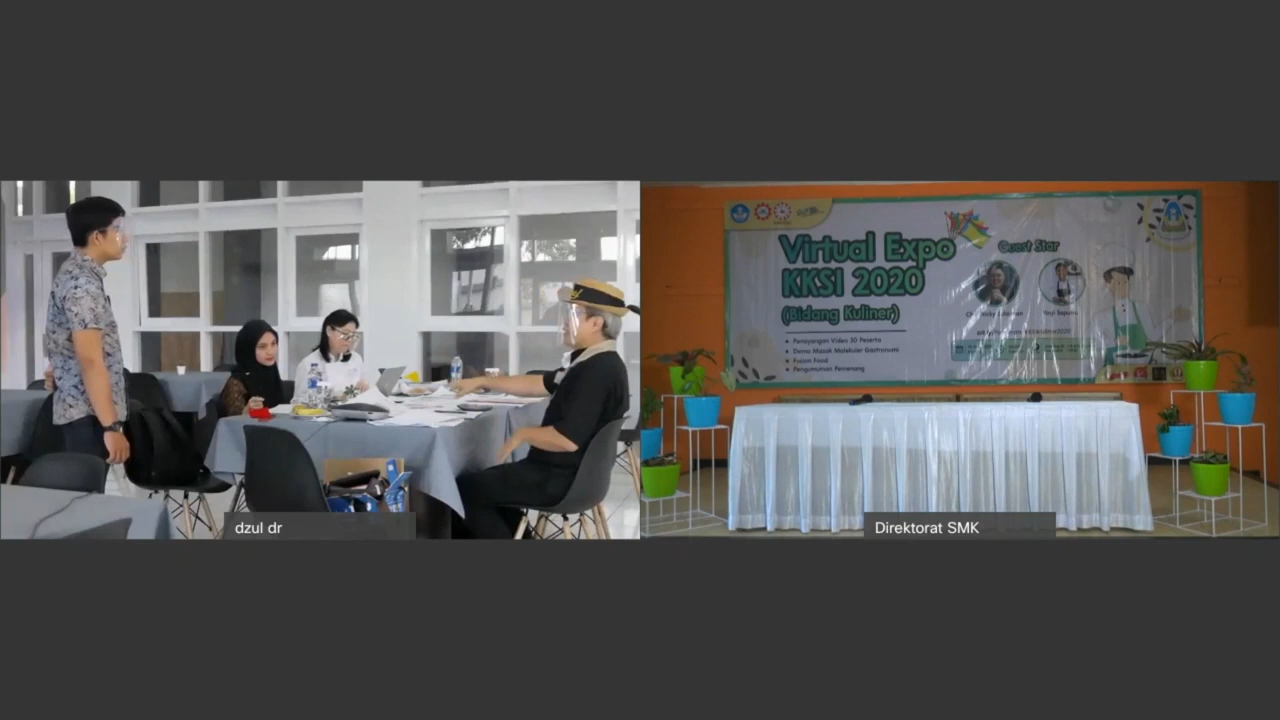 Virtual Expo
KKSI 2020
(Bidang Kuliner)
Guest Star
Penayangan Video 30 Peserta
Demo Masak Molekuler Gastronomi
Fusion Food
Pengumuman Pemenang
dzul dr
Direktorat SMK